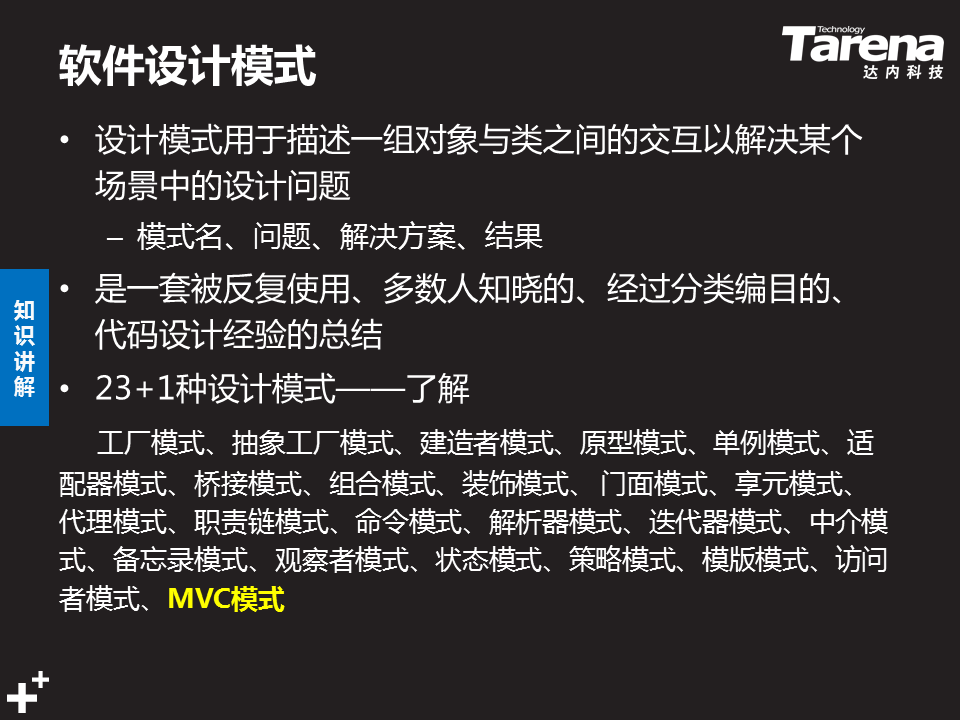 软件设计模式
Technology
Tarena
达内科技
• 设计模式用于描述一组对象与类之间的交互以解决某个
场景中的设计问题
– 模式名、问题、解决方案、结果
• 是一套被反复使用、多数人知晓的、经过分类编目的、
代码设计经验的总结
• 23+1种设计模式——了解
工厂模式、抽象工厂模式、建造者模式、原型模式、单例模式、适
配器模式、桥接模式、组合模式、装饰模式、 门面模式、享元模式、
代理模式、职责链模式、命令模式、解析器模式、迭代器模式、中介模
式、备忘录模式、观察者模式、状态模式、策略模式、模版模式、访问
者模式、MVC模式
知
识
讲
解